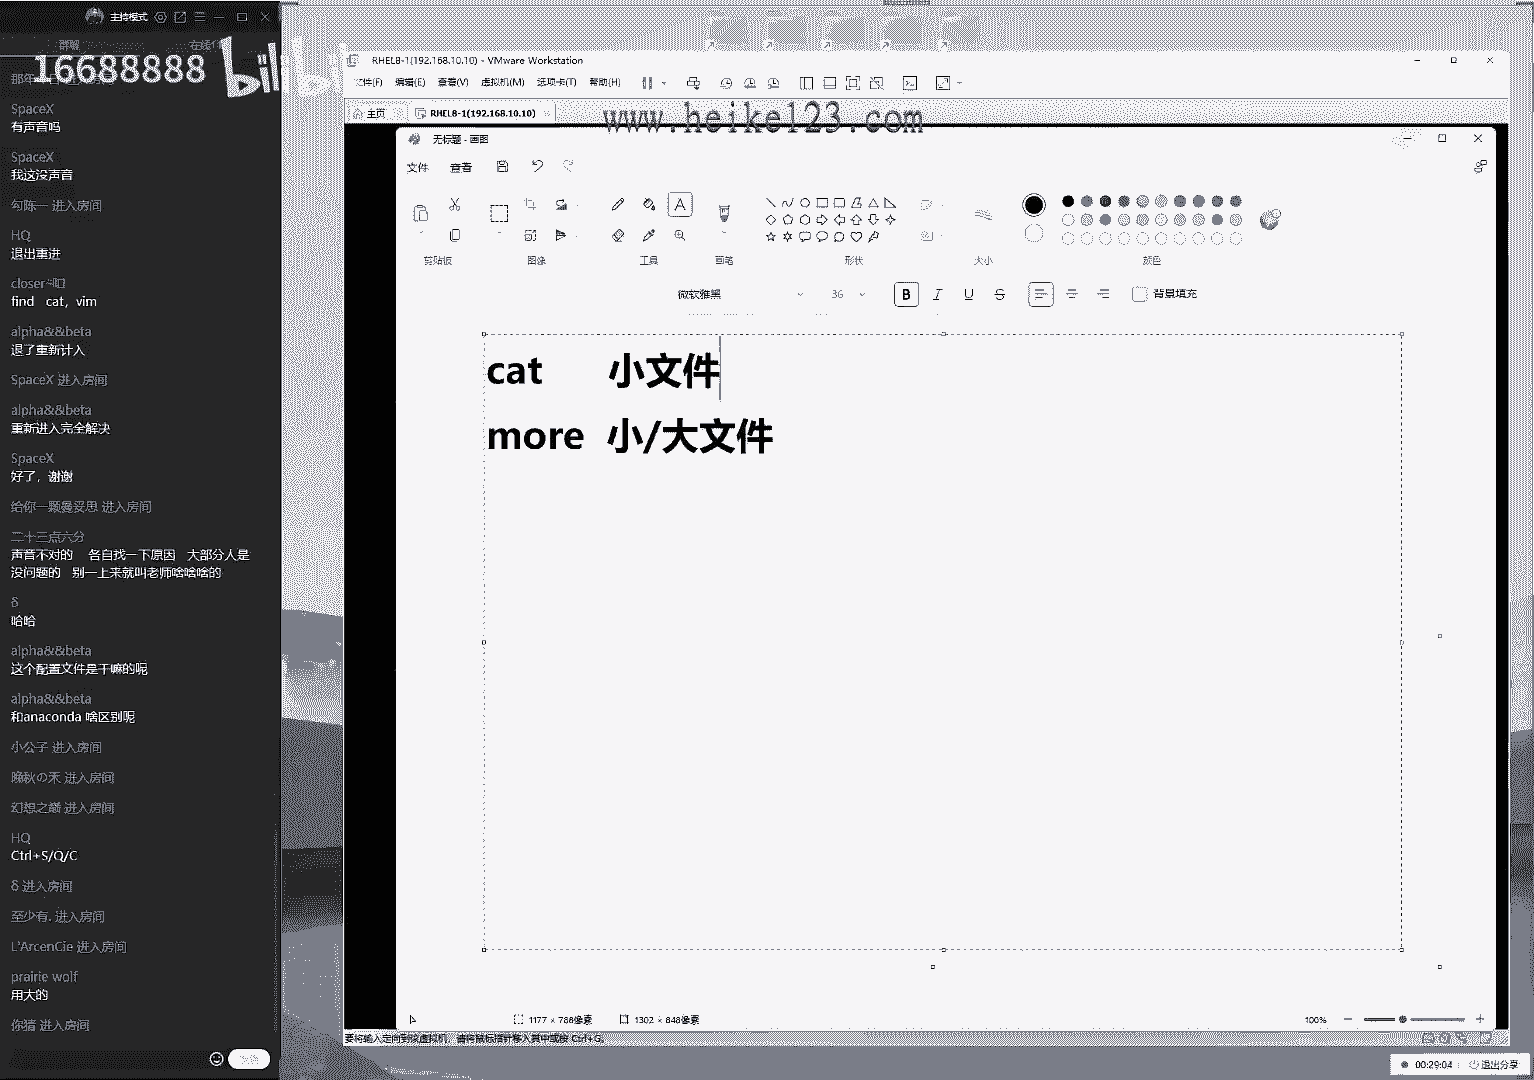 主持模式
群聊
16688888 bilibili
SpaceX
有声音吗
SpaceX
我这没声音
勾陈一 进入房间
HQ
退出重进
find cat，vim
alpha&&beta
退了重新计入
SpaceX 进入房间
alpha&&beta
重新进入完全解决
SpaceX
好了，谢谢
给你一颗曼妥思 进入房间
二十三点六分
声音不对的 各自找一下原因 大部分人是
没问题的 别一上来就叫老师啥啥啥的
δ
哈哈
alpha&&beta
这个配置文件是干嘛的呢
alpha&&beta
和anaconda 啥区别呢
小公子 进入房间
晚秋の禾 进入房间
幻想之巅 进入房间
HQ
Ctrl+S/Q/C
δ 进入房间
至少有. 进入房间
L'ArcenCie 进入房间
prairie wolf
用大的
你猜 进入房间
RHEL8-1(192.168.10.10) - VMware Workstation
文件(F) 编辑(E) 查看(V) 虚拟机(M) 选项卡(T) 帮助(H)
主页 RHEL8-1(192.168.10.10)
www.heike123.com
无标题 - 画图
文件 查看
剪贴板 图像 工具 画笔 形状 大小 颜色
微软雅黑 36 B I U S 背景填充
cat 小文件
more 小/大文件
1177 × 788像素 1302 × 848像素 100%
要将输入定向到该虚拟机，请将鼠标指针移入其中或按 Ctrl+G。
00:29:04 退出分享